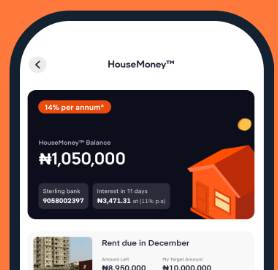 HouseMoney™
14% per annum^
HouseMoney™ Balance
₦1,050,000
Sterling bank
9058002397
Interest in 11 days
₦3,471.31 at (11% p.a)
Rent due in December
Amount Left
₦8,950,000
My Target Amount
₦10,000,000